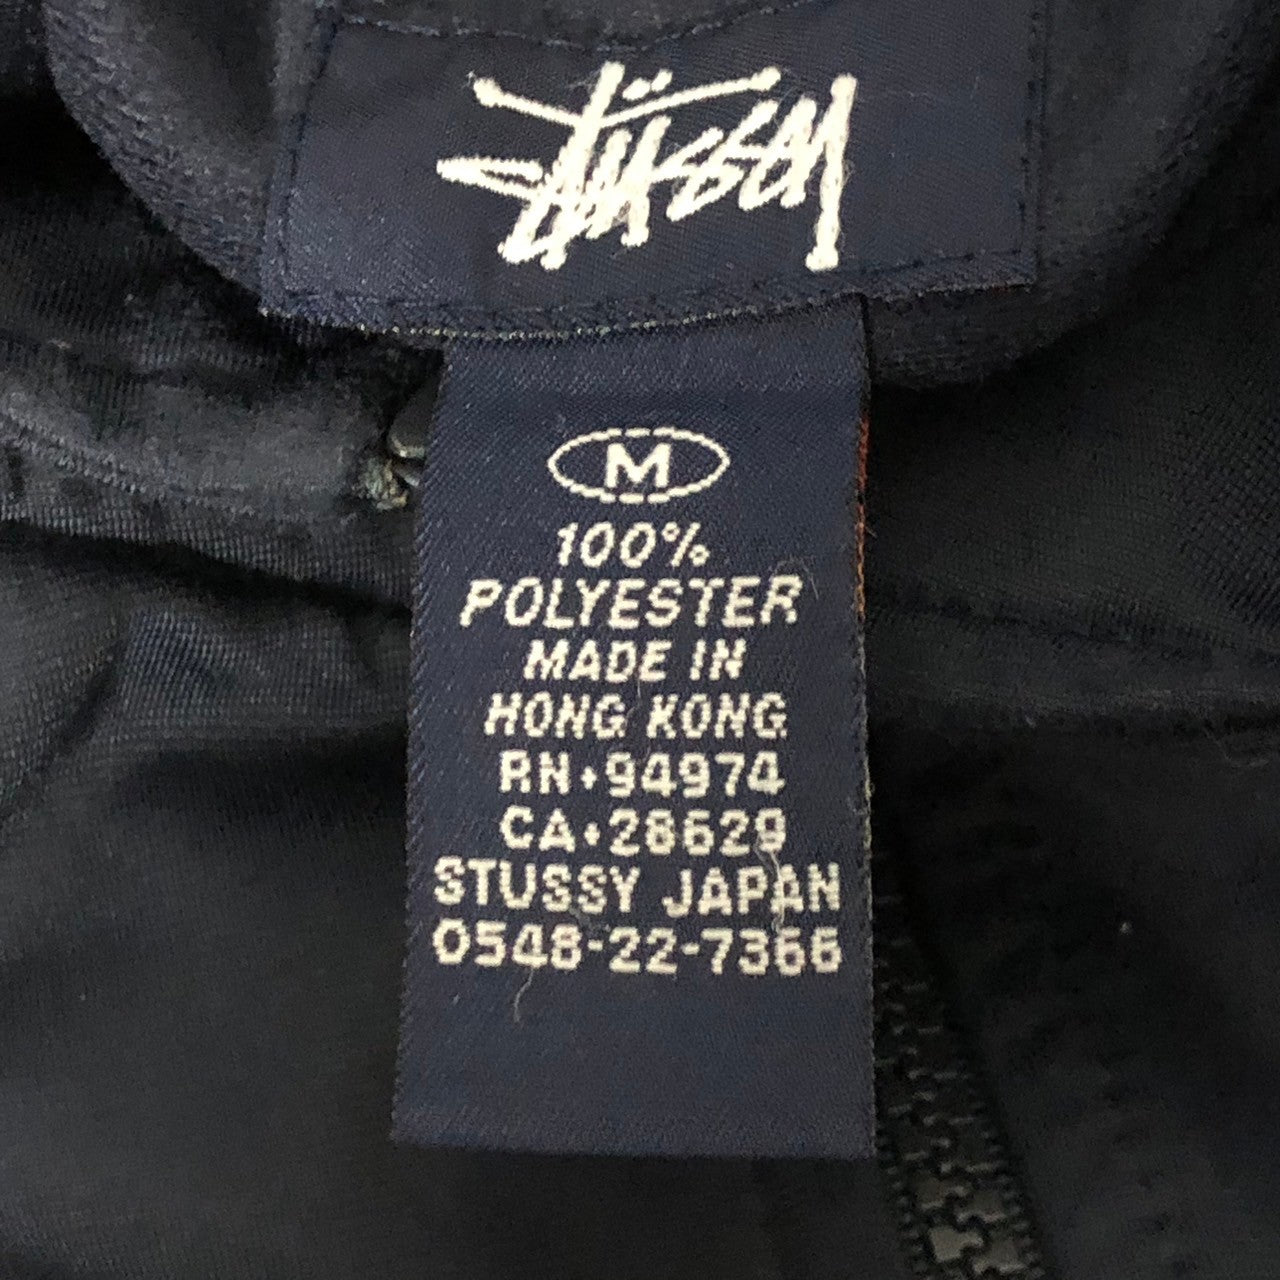 Stüssy
M
100%
POLYESTER
MADE IN
HONG KONG
RN•94974
CA•28629
STUSSY JAPAN
0548-22-7366